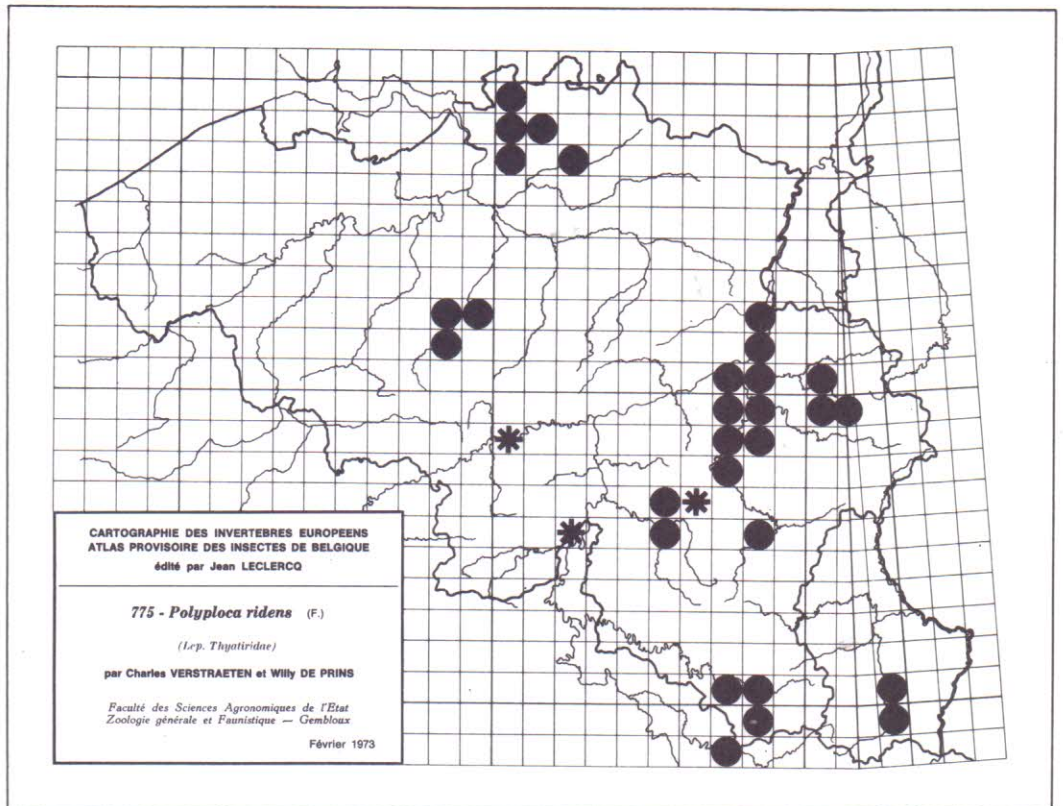 CARTOGRAPHIE DES INVERTEBRES EUROPEENS
ATLAS PROVISOIRE DES INSECTES DE BELGIQUE
édité par Jean LECLERCQ
775 - Polyploca ridens (F.)
(Lep. Thyatiridae)
par Charles VERSTRAETEN et Willy DE PRINS
Faculté des Sciences Agronomiques de l'Etat
Zoologie générale et Faunistique — Gembloux
Février 1973